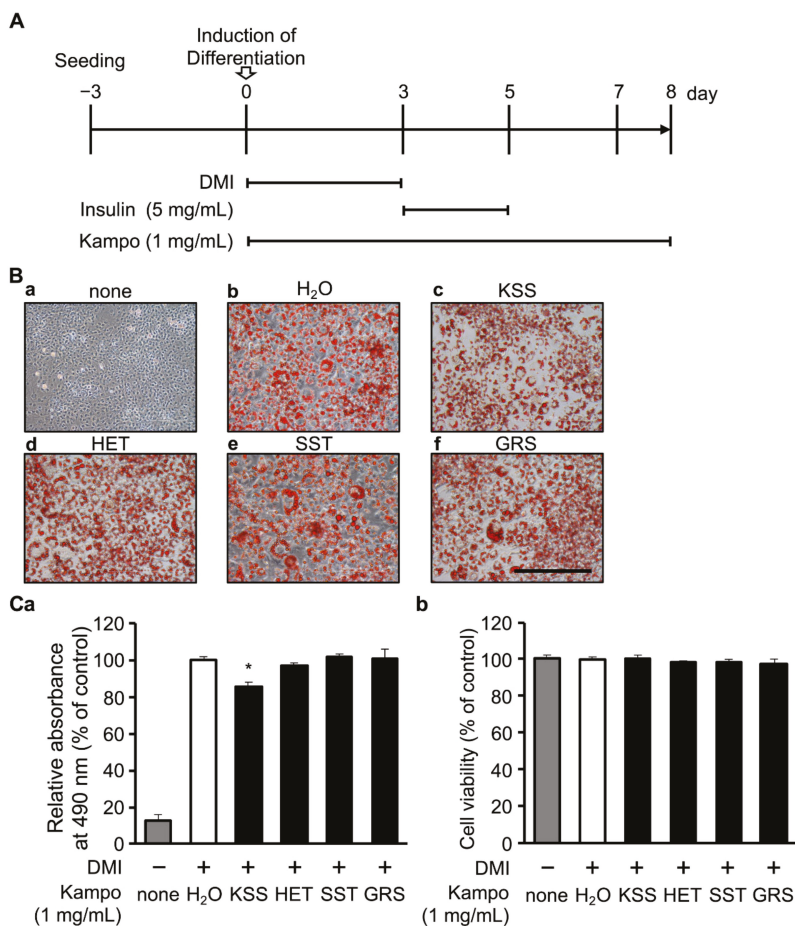 A
Induction of
Differentiation
Seeding
−3 0 3 5 7 8 day
DMI
Insulin (5 mg/mL)
Kampo (1 mg/mL)
B
a none
b H₂O
c KSS
d HET
e SST
f GRS
Ca
Relative absorbance
at 490 nm (% of control)
120
100
80
60
40
20
0
*
DMI − + + + + +
Kampo none H₂O KSS HET SST GRS
(1 mg/mL)
b
Cell viability (% of control)
120
100
80
60
40
20
0
DMI − + + + + +
Kampo none H₂O KSS HET SST GRS
(1 mg/mL)